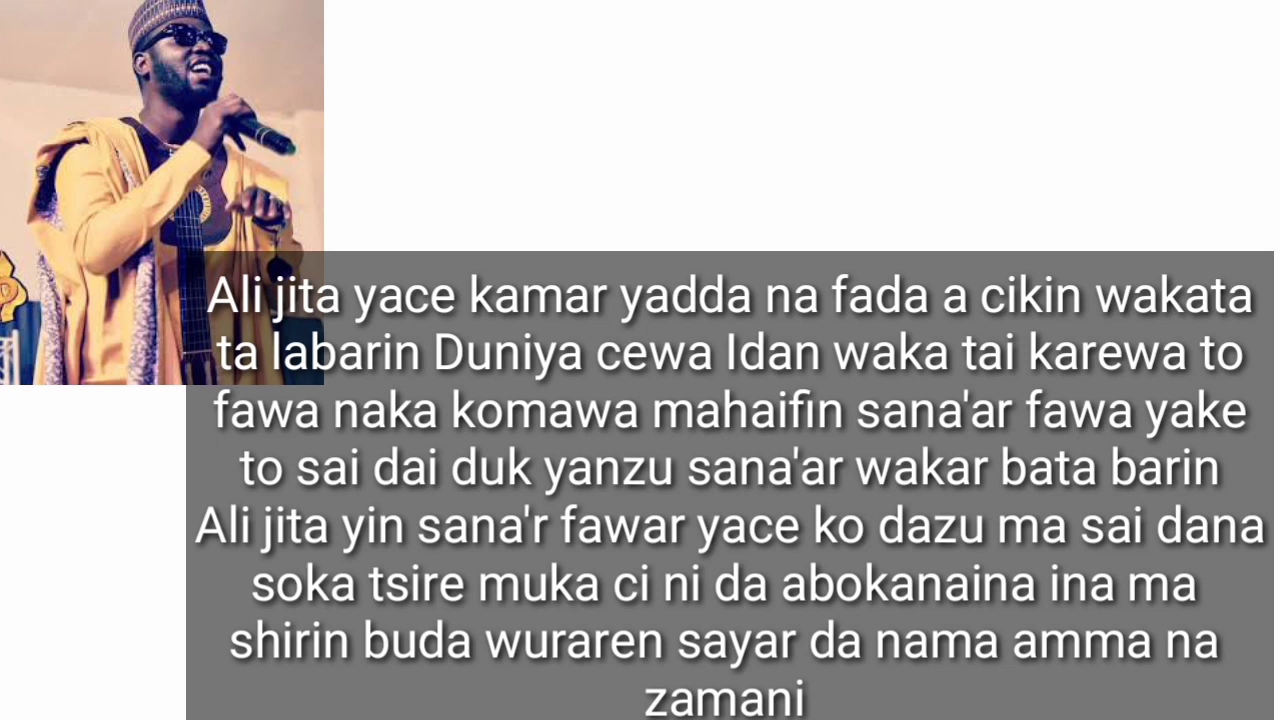 Ali jita yace kamar yadda na fada a cikin wakata
ta labarin Duniya cewa Idan waka tai karewa to
fawa naka komawa mahaifin sana'ar fawa yake
to sai dai duk yanzu sana'ar wakar bata barin
Ali jita yin sana'r fawar yace ko dazu ma sai dana
soka tsire muka ci ni da abokanaina ina ma
shirin buda wuraren sayar da nama amma na
zamani